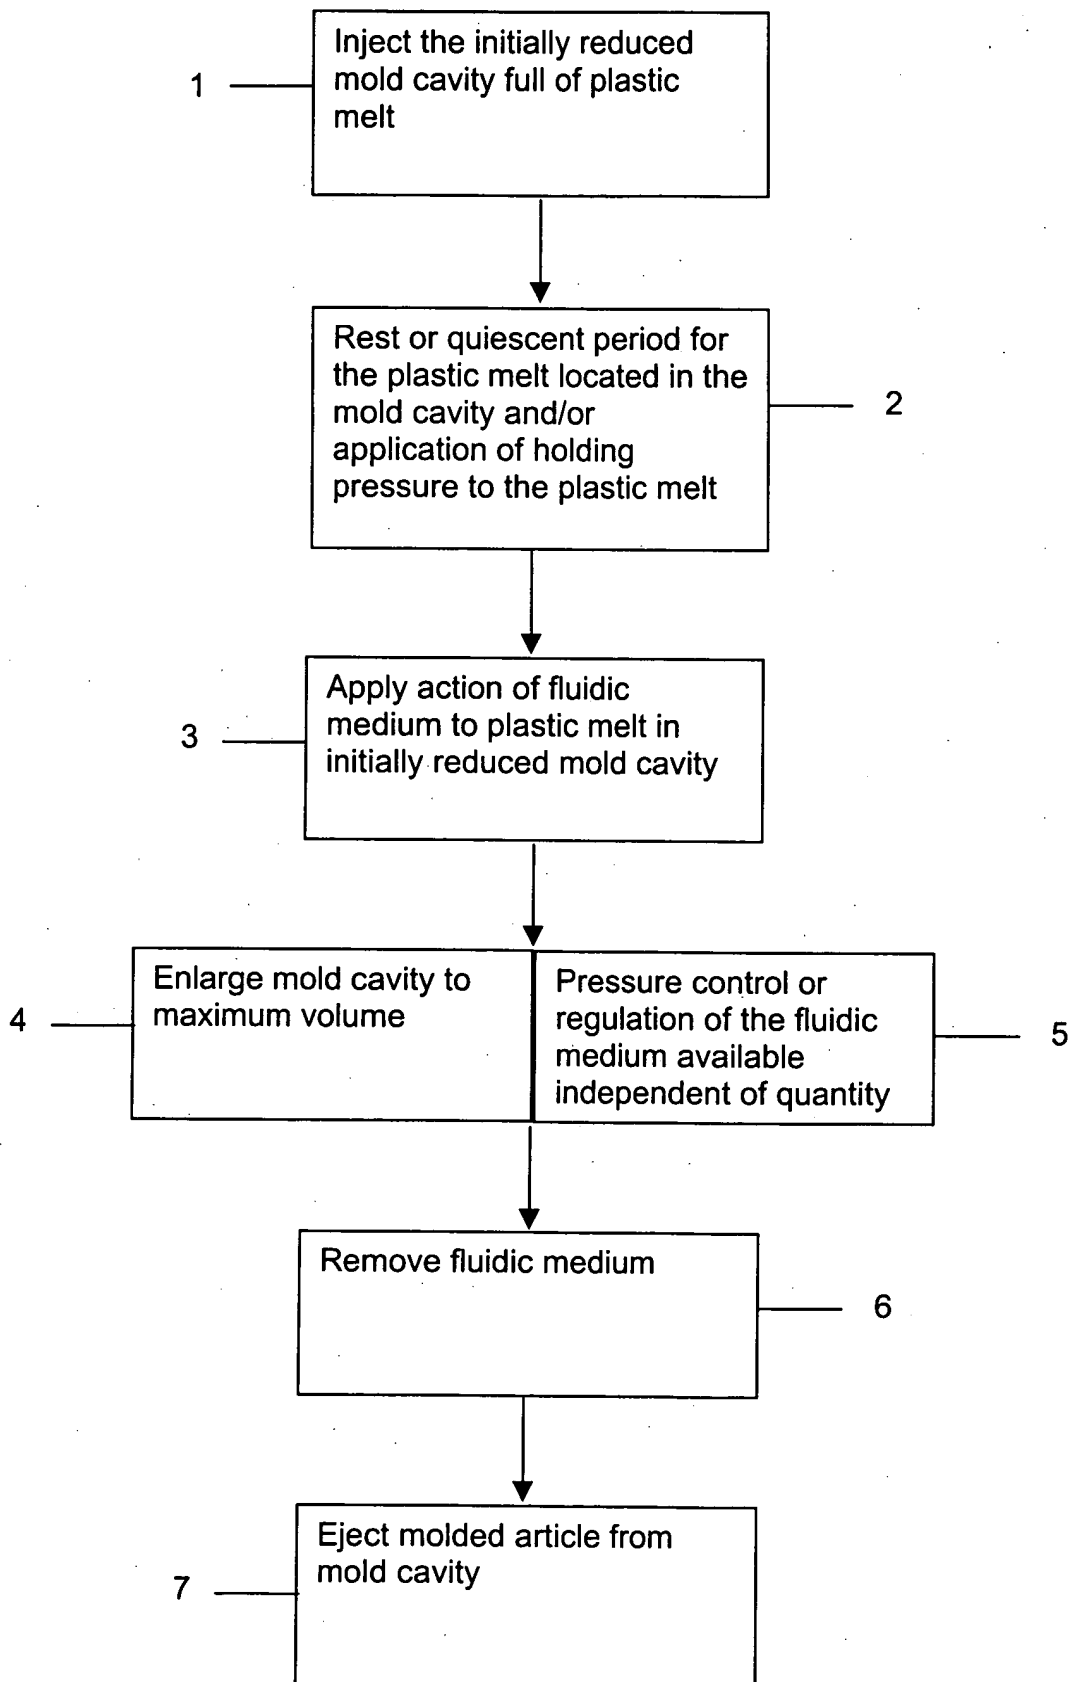 Inject the initially reduced
mold cavity full of plastic
melt
1
Rest or quiescent period for
the plastic melt located in the
mold cavity and/or
application of holding
pressure to the plastic melt
2
Apply action of fluidic
medium to plastic melt in
initially reduced mold cavity
3
Enlarge mold cavity to
maximum volume
4
Pressure control or
regulation of the fluidic
medium available
independent of quantity
5
Remove fluidic medium
6
Eject molded article from
mold cavity
7